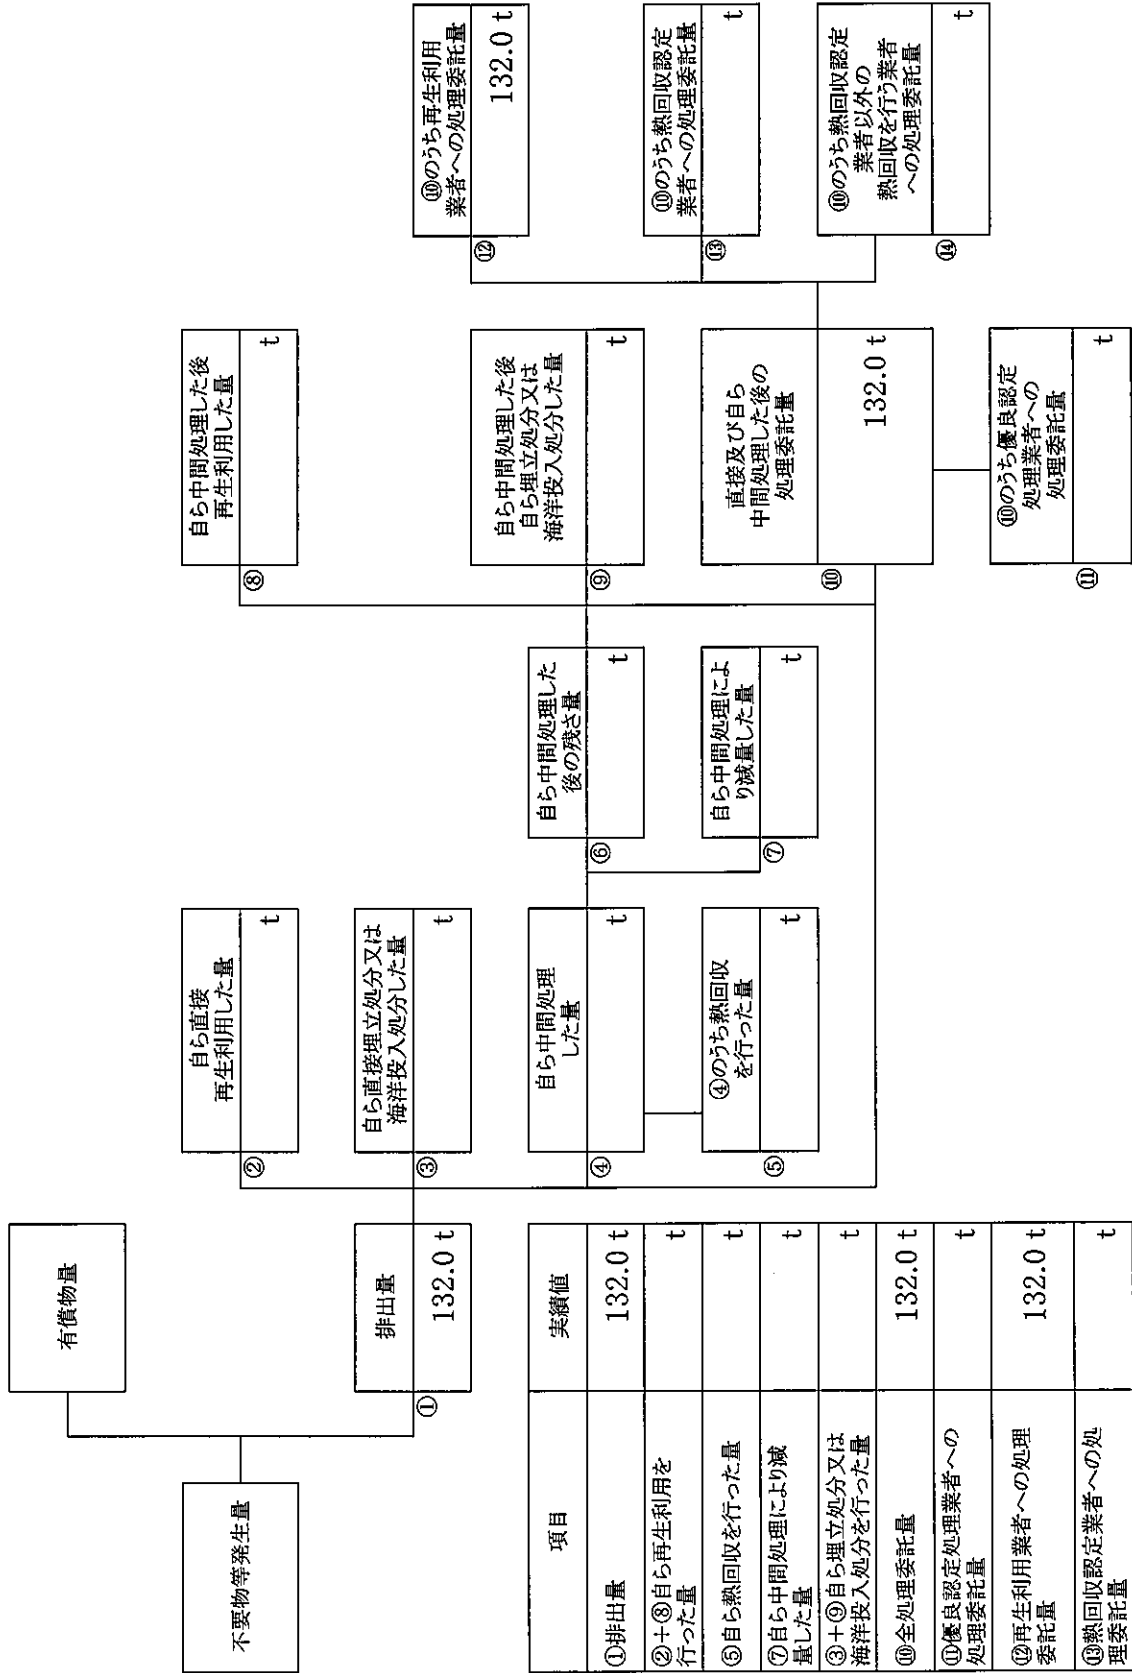 不要物等発生量
有償物量
排出量
①
132.0 t
自ら直接
再生利用した量
②
t
自ら直接埋立処分又は
海洋投入処分した量
③
t
自ら中間処理
した量
④
t
④のうち熱回収
を行った量
⑤
t
自ら中間処理した
後の残さ量
⑥
t
自ら中間処理によ
り減量した量
⑦
t
自ら中間処理した後
再生利用した量
⑧
t
自ら中間処理した後
自ら埋立処分又は
海洋投入処分した量
⑨
t
直接及び自ら
中間処理した後の
処理委託量
⑩
132.0 t
⑩のうち優良認定
処理業者への
処理委託量
⑪
t
⑩のうち再生利用
業者への処理委託量
⑫
132.0 t
⑩のうち熱回収認定
業者への処理委託量
⑬
t
⑩のうち熱回収認定
業者以外の
熱回収を行う業者
への処理委託量
⑭
t
項目 実績値
①排出量 132.0 t
②+⑧自ら再生利用を
行った量 t
⑤自ら熱回収を行った量 t
⑦自ら中間処理により減
量した量 t
③+⑨自ら埋立処分又は
海洋投入処分を行った量 t
⑩全処理委託量 132.0 t
⑪優良認定処理業者への
処理委託量 t
⑫再生利用業者への処理
委託量 132.0 t
⑬熱回収認定業者への処
理委託量 t